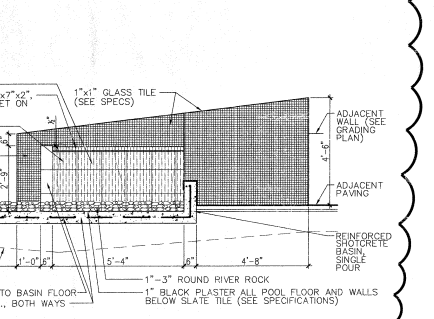 x7"x2",
ET ON
1"x1" GLASS TILE
(SEE SPECS)
ADJACENT
WALL (SEE
GRADING
PLAN)
4'-6"
6"
2'-9"
ADJACENT
PAVING
REINFORCED
SHOTCRETE
BASIN,
SINGLE
POUR
1'-0" 6" 5'-4" 6" 4'-8"
1"-3" ROUND RIVER ROCK
TO BASIN FLOOR
., BOTH WAYS
1" BLACK PLASTER ALL POOL FLOOR AND WALLS
BELOW SLATE TILE (SEE SPECIFICATIONS)